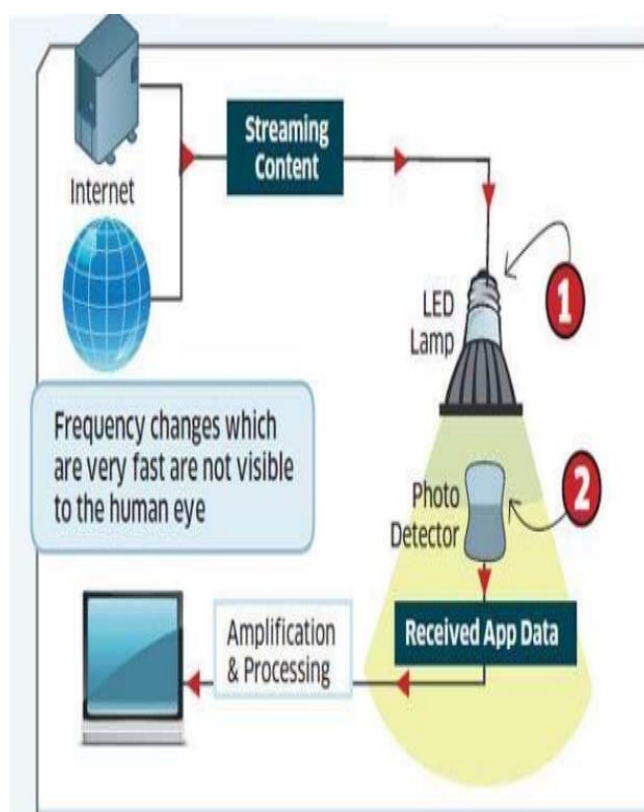 Streaming
Content
Internet
LED
Lamp
1
Frequency changes which
are very fast are not visible
to the human eye
Photo
Detector
2
Amplification
& Processing
Received App Data